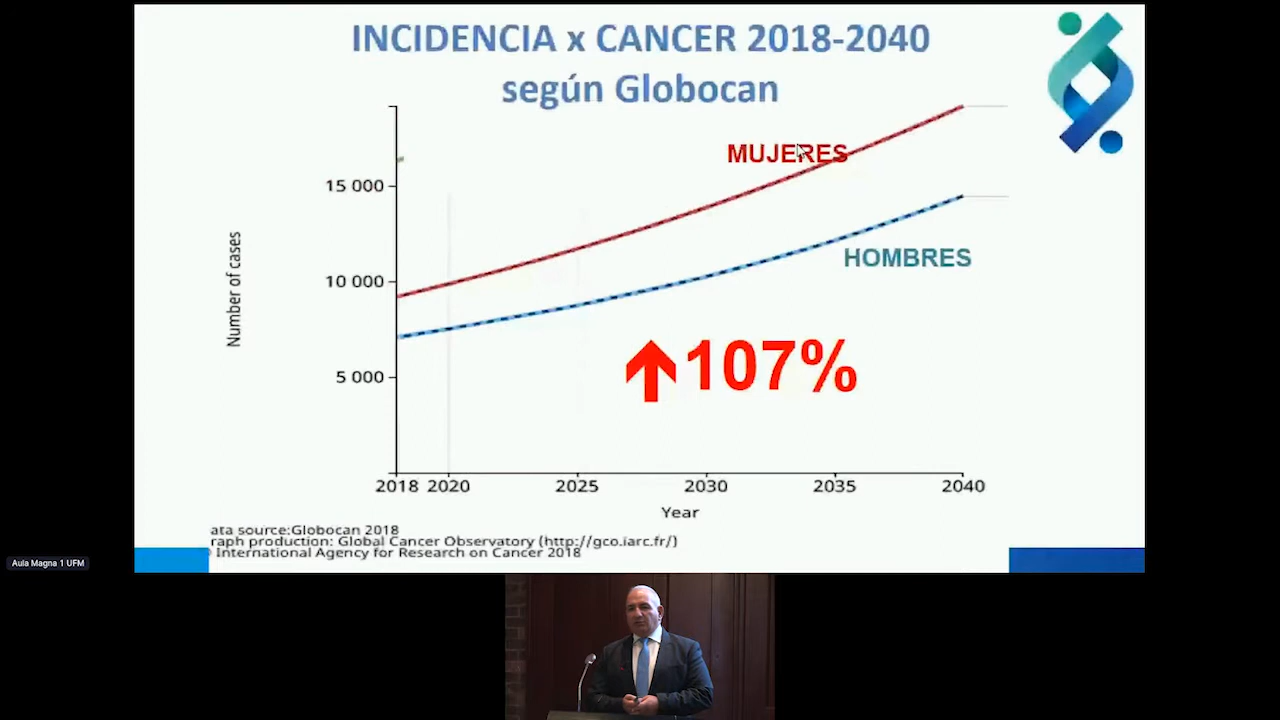 INCIDENCIA x CANCER 2018-2040
según Globocan
MUJERES
15 000
HOMBRES
10 000
Number of cases
107%
5 000
2018 2020 2025 2030 2035 2040
Year
ata source:Globocan 2018
raph production: Global Cancer Observatory (http://gco.iarc.fr/)
International Agency for Research on Cancer 2018
Aula Magna 1 UFM